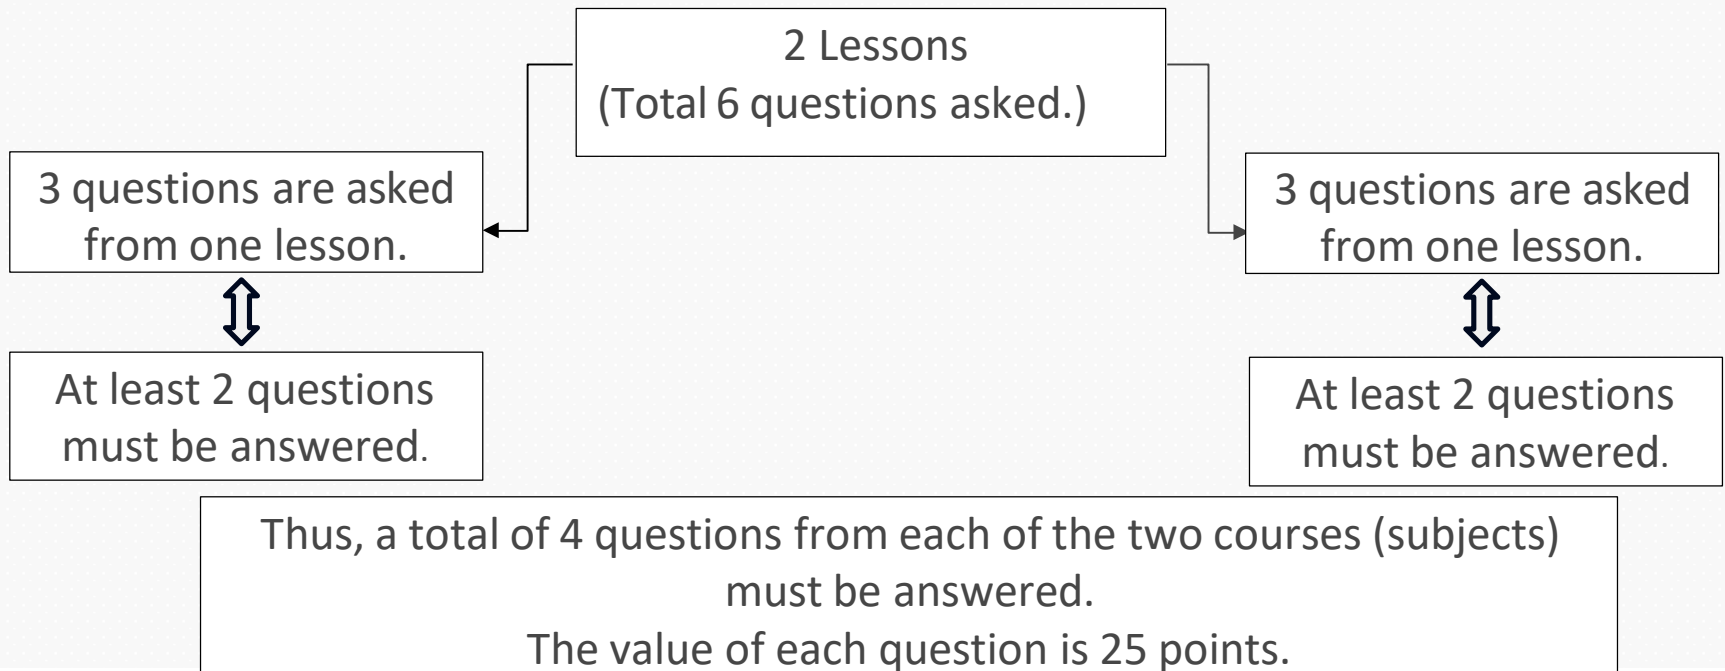 2 Lessons
(Total 6 questions asked.)
3 questions are asked
from one lesson.
3 questions are asked
from one lesson.
At least 2 questions
must be answered.
At least 2 questions
must be answered.
Thus, a total of 4 questions from each of the two courses (subjects)
must be answered.
The value of each question is 25 points.